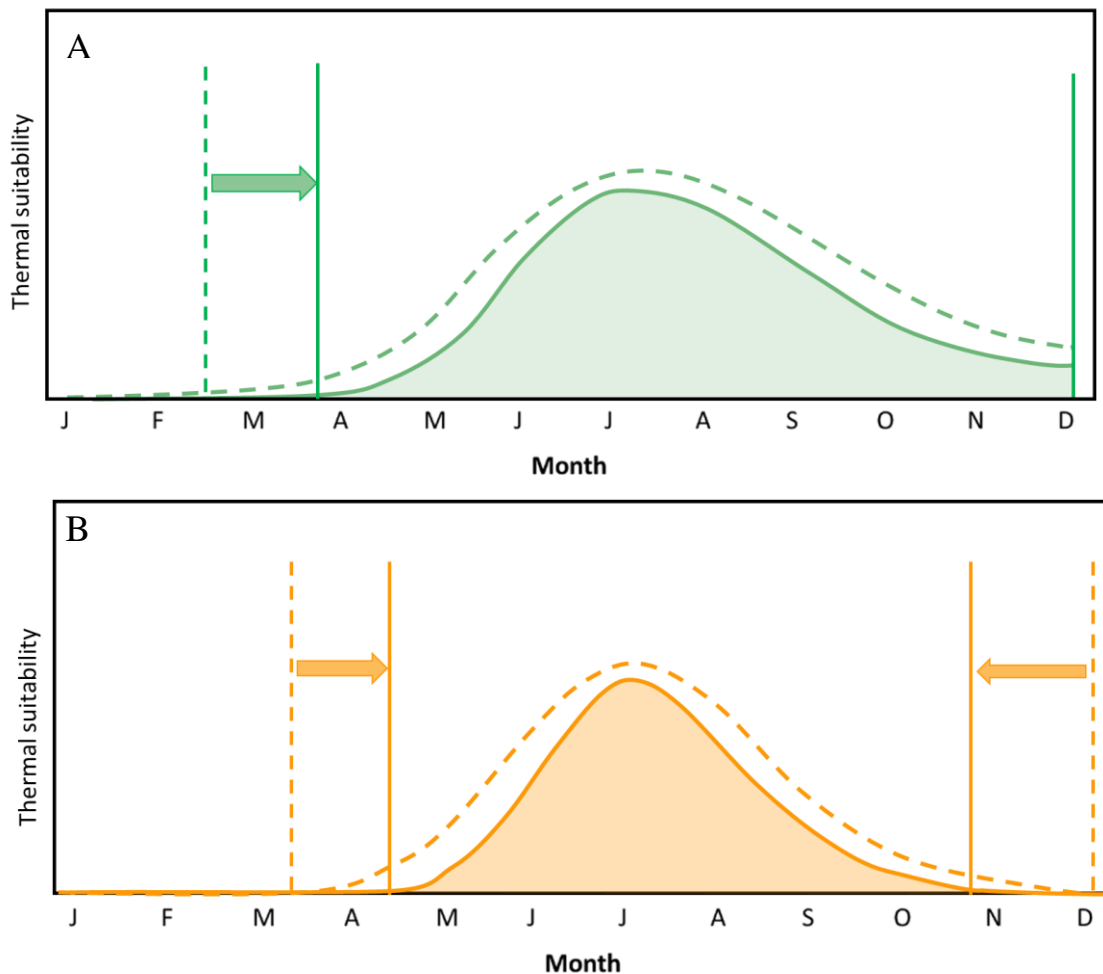 A
Thermal suitability
J F M A M J J A S O N D
Month
B
Thermal suitability
J F M A M J J A S O N D
Month